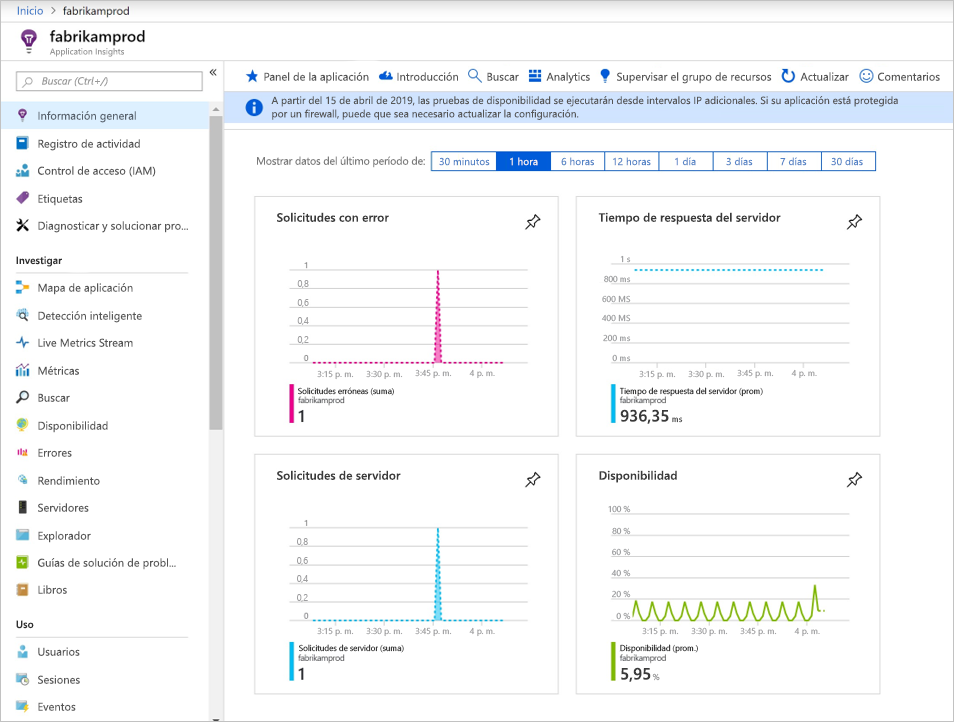 Inicio > fabrikamprod
fabrikamprod
Application Insights
Buscar (Ctrl+/)
«
Información general
Registro de actividad
Control de acceso (IAM)
Etiquetas
Diagnosticar y solucionar pro...
Investigar
Mapa de aplicación
Detección inteligente
Live Metrics Stream
Métricas
Buscar
Disponibilidad
Errores
Rendimiento
Servidores
Explorador
Guías de solución de probl...
Libros
Uso
Usuarios
Sesiones
Eventos
Panel de la aplicación Introducción Buscar Analytics Supervisar el grupo de recursos Actualizar Comentarios
A partir del 15 de abril de 2019, las pruebas de disponibilidad se ejecutarán desde intervalos IP adicionales. Si su aplicación está protegida
por un firewall, puede que sea necesario actualizar la configuración.
Mostrar datos del último período de: 30 minutos 1 hora 6 horas 12 horas 1 día 3 días 7 días 30 días
Solicitudes con error
1
0,8
0,6
0,4
0,2
0
3:15 p. m. 3:30 p. m. 3:45 p. m. 4 p. m.
Solicitudes erróneas (suma)
fabrikamprod
1
Tiempo de respuesta del servidor
1 s
800 ms
600 MS
400 MS
200 ms
0 ms
3:15 p. m. 3:30 p. m. 3:45 p. m. 4 p. m.
Tiempo de respuesta del servidor (prom)
fabrikamprod
936,35 ms
Solicitudes de servidor
1
0,8
0,6
0,4
0,2
0
3:15 p. m. 3:30 p. m. 3:45 p. m. 4 p. m.
Solicitudes de servidor (suma)
fabrikamprod
1
Disponibilidad
100 %
80 %
60 %
40 %
20 %
0 %
3:15 p. m. 3:30 p. m. 3:45 p. m. 4 p. m.
Disponibilidad (prom.)
fabrikamprod
5,95 %